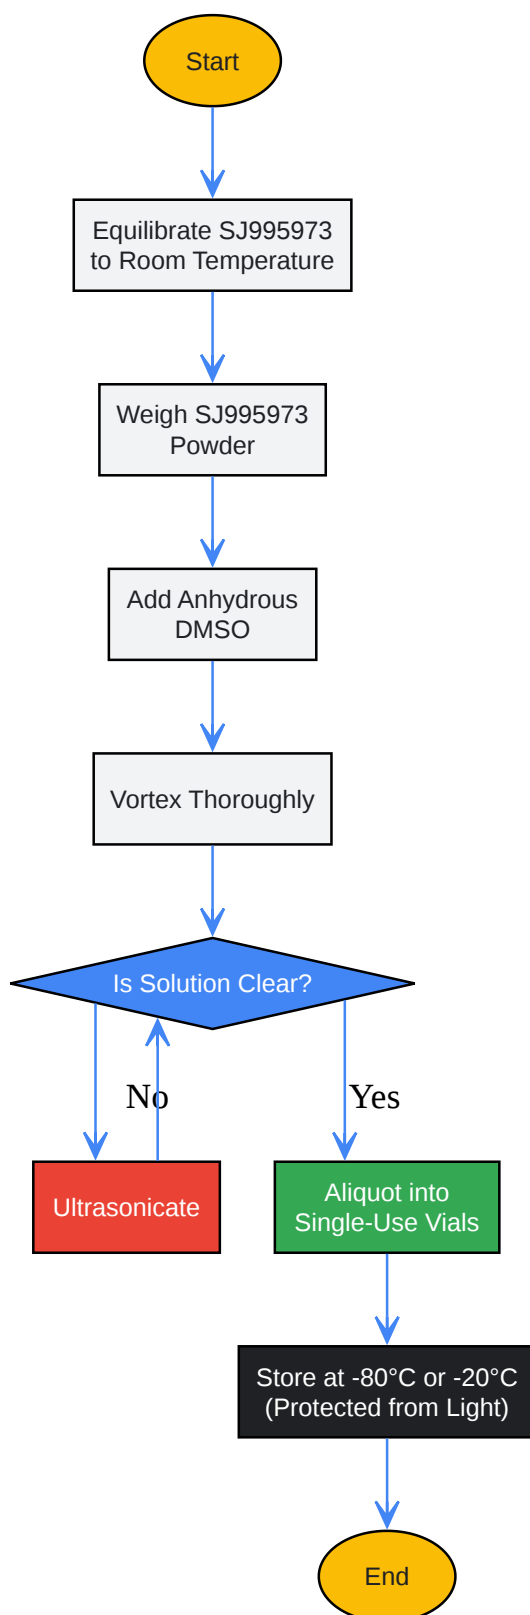 Start
Equilibrate SJ995973
to Room Temperature
Weigh SJ995973
Powder
Add Anhydrous
DMSO
Vortex Thoroughly
Is Solution Clear?
No
Yes
Ultrasonicate
Aliquot into
Single-Use Vials
Store at -80°C or -20°C
(Protected from Light)
End